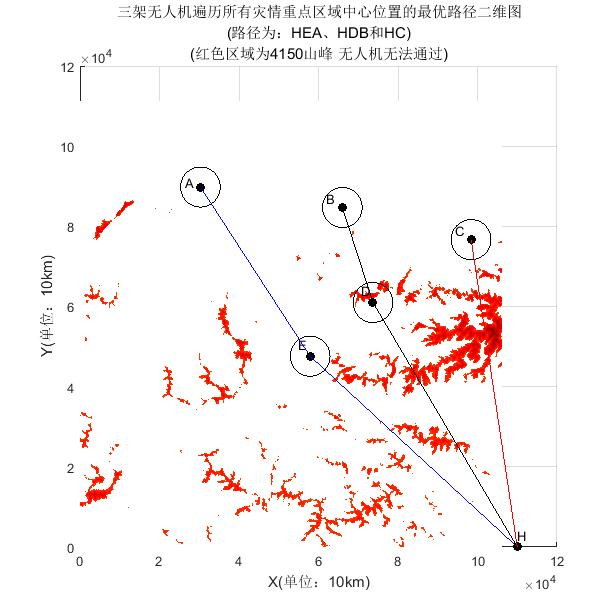 三架无人机遍历所有灾情重点区域中心位置的最优路径二维图
(路径为：HEA、HDB和HC)
(红色区域为4150山峰 无人机无法通过)
×10⁴
12
10
8
6
4
2
0
Y(单位：10km)
A
B
C
D
E
H
0 2 4 6 8 10 12
×10⁴
X(单位：10km)